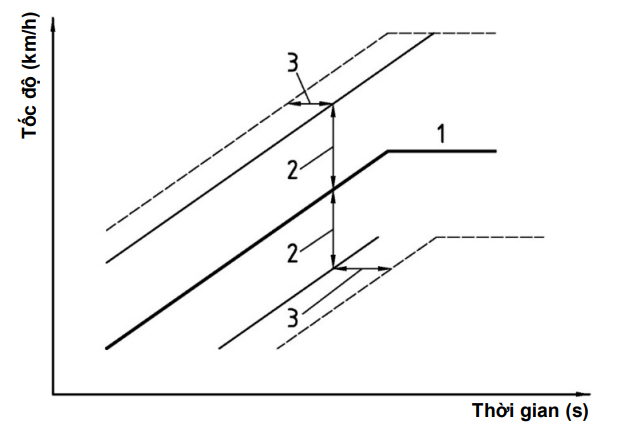 Tốc độ (km/h)
3
1
2
2
3
Thời gian (s)